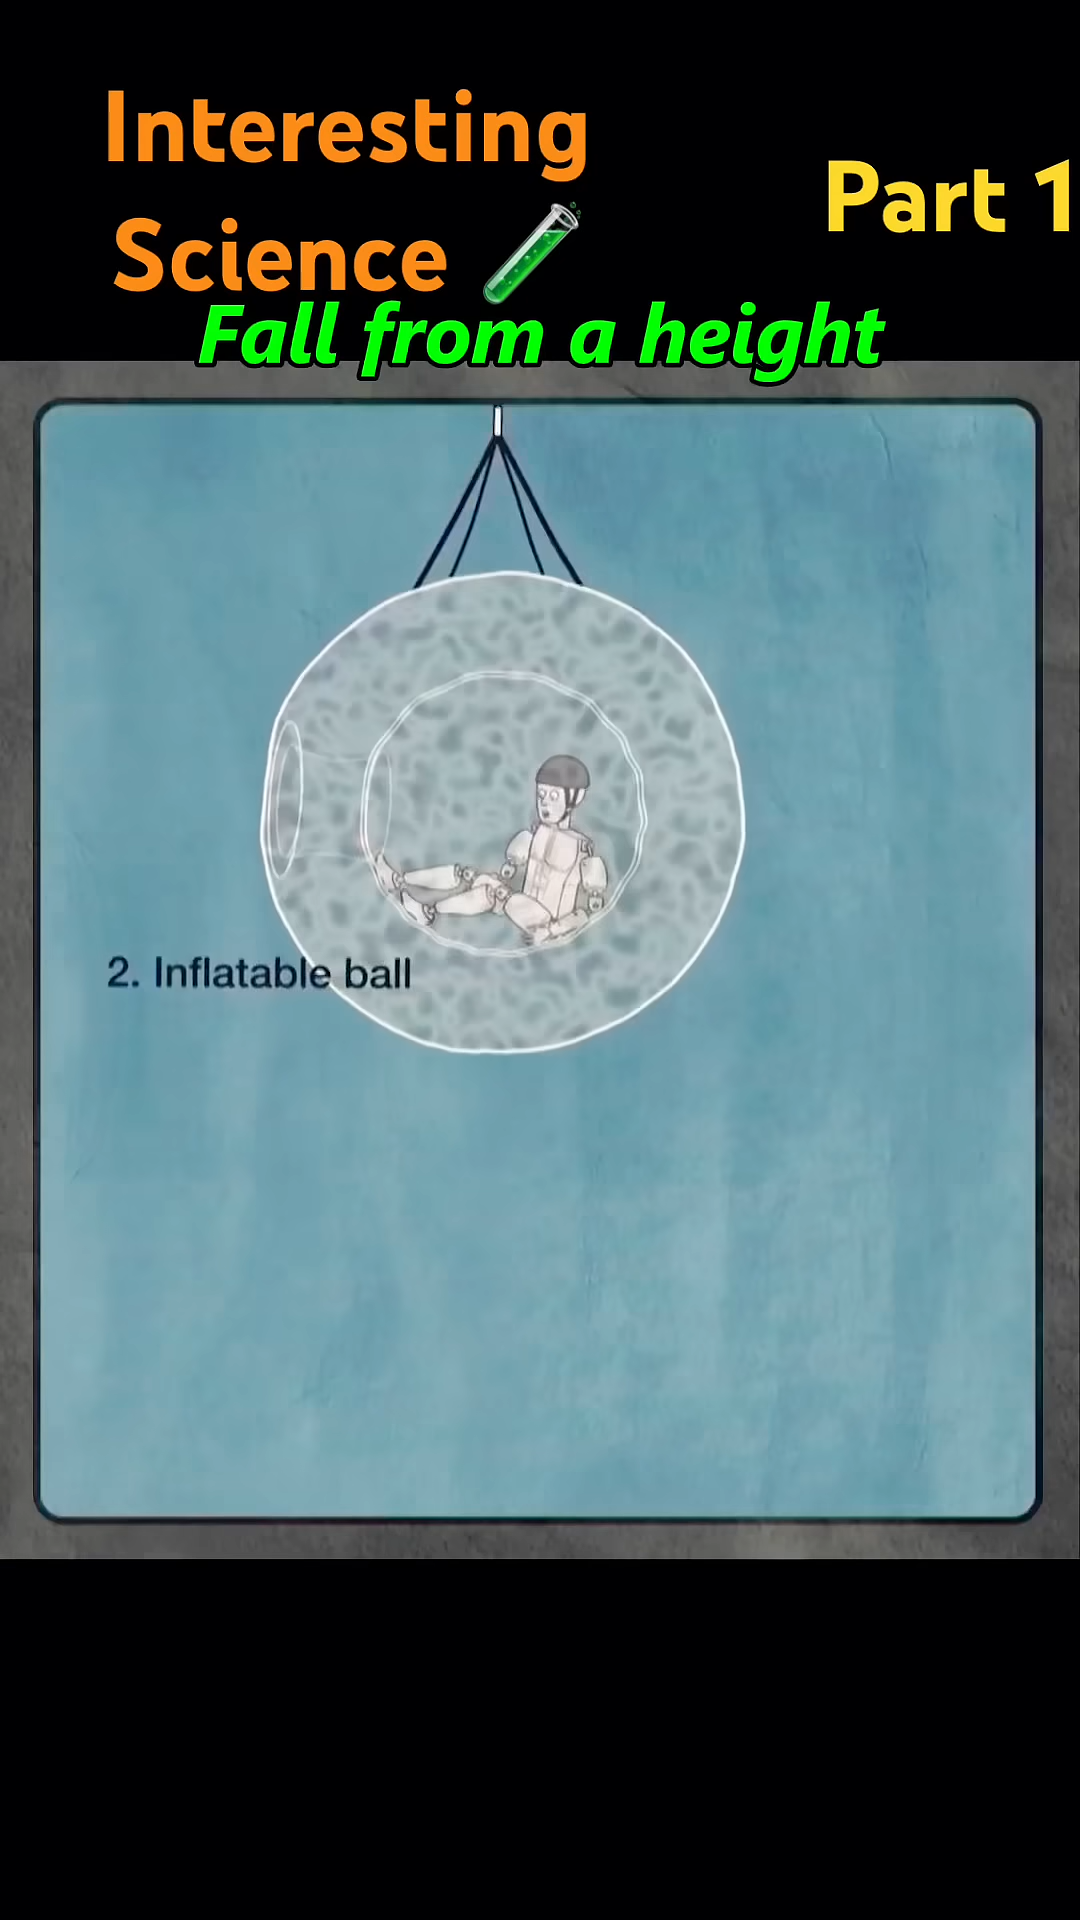 Interesting
Science
Part 1
Fall from a height
2. Inflatable ball